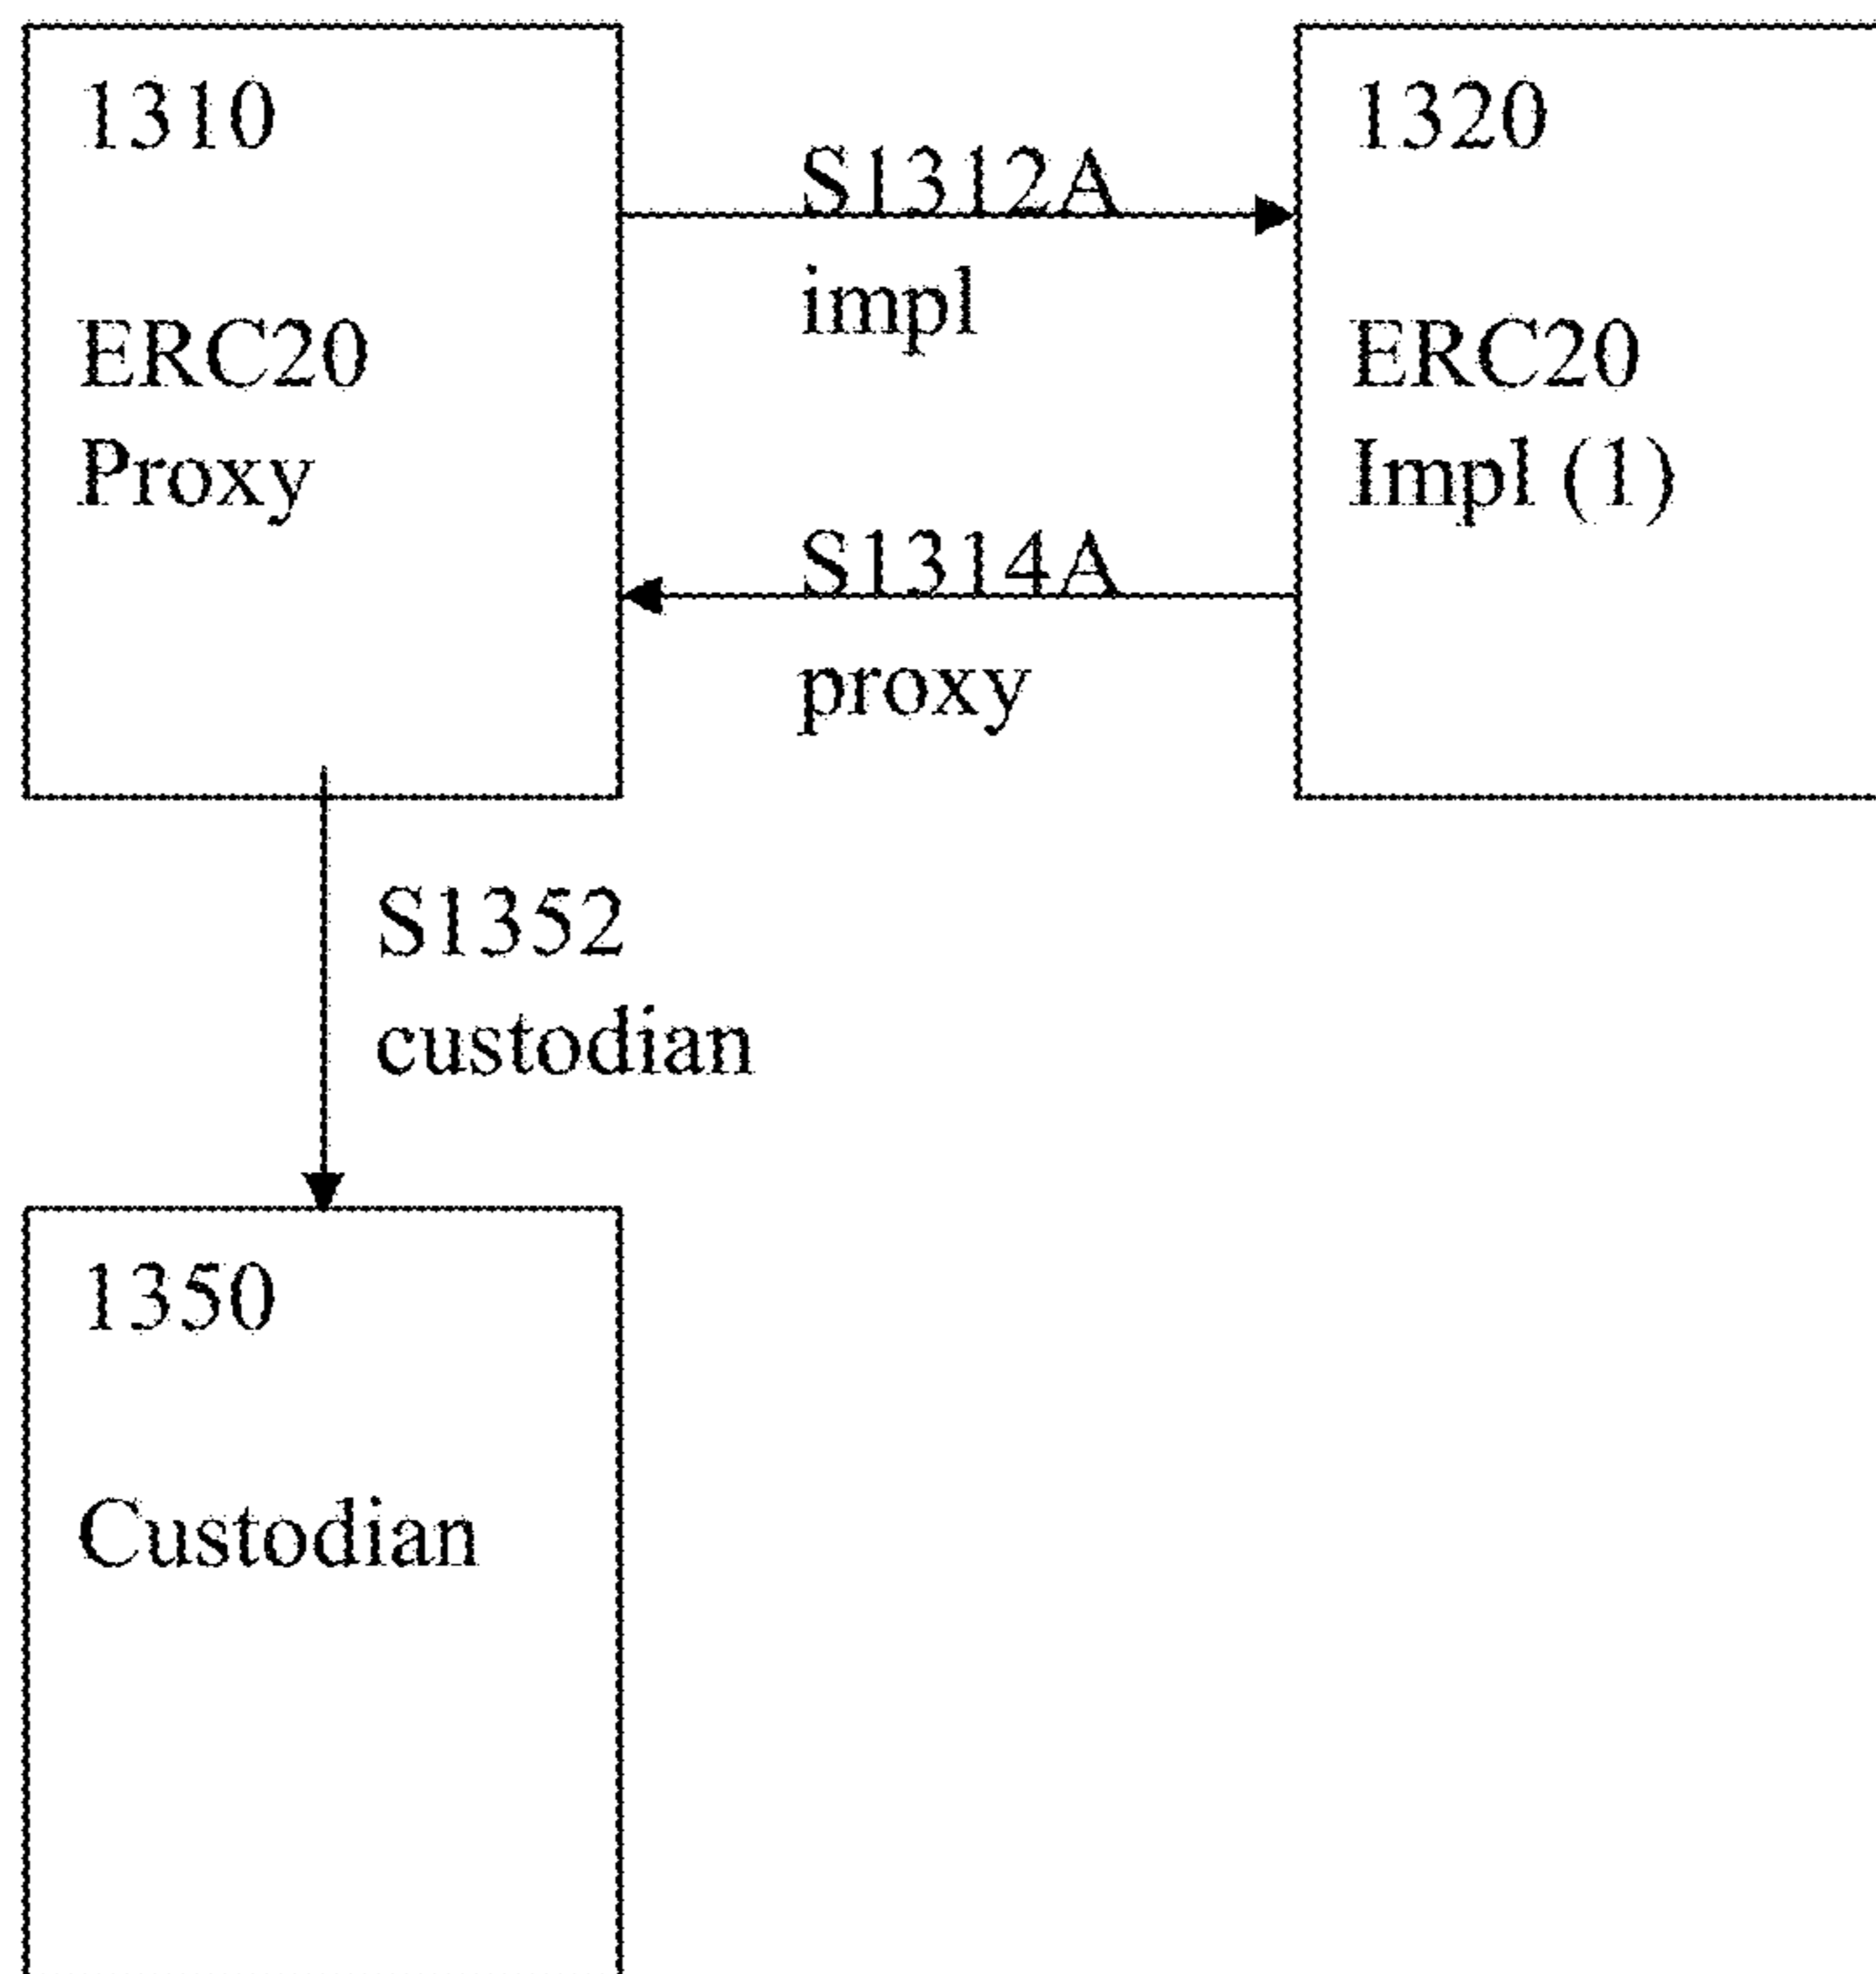 1310
ERC20
Proxy
S1312A
impl
S1314A
proxy
1320
ERC20
Impl (1)
S1352
custodian
1350
Custodian